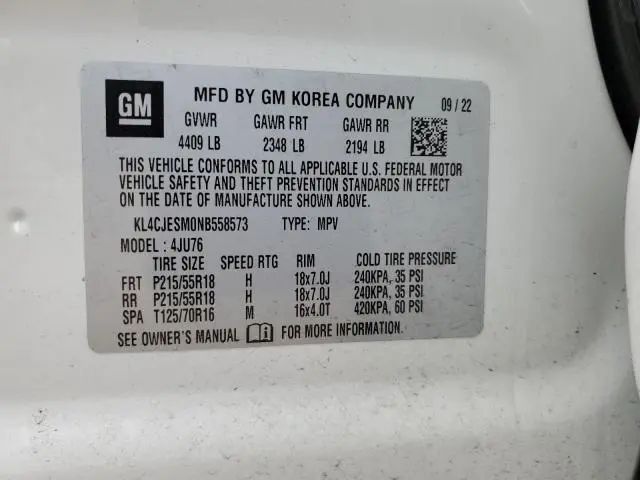 GM MFD BY GM KOREA COMPANY 09/22
GVWR GAWR FRT GAWR RR
4409 LB 2348 LB 2194 LB
THIS VEHICLE CONFORMS TO ALL APPLICABLE U.S. FEDERAL MOTOR
VEHICLE SAFETY AND THEFT PREVENTION STANDARDS IN EFFECT
ON THE DATE OF MANUFACTURE SHOWN ABOVE.
KL4CJESM0NB558573 TYPE: MPV
MODEL: 4JU76
TIRE SIZE SPEED RTG RIM COLD TIRE PRESSURE
FRT P215/55R18 H 18x7.0J 240KPA, 35 PSI
RR P215/55R18 H 18x7.0J 240KPA, 35 PSI
SPA T125/70R16 M 16x4.0T 420KPA, 60 PSI
SEE OWNER'S MANUAL FOR MORE INFORMATION.